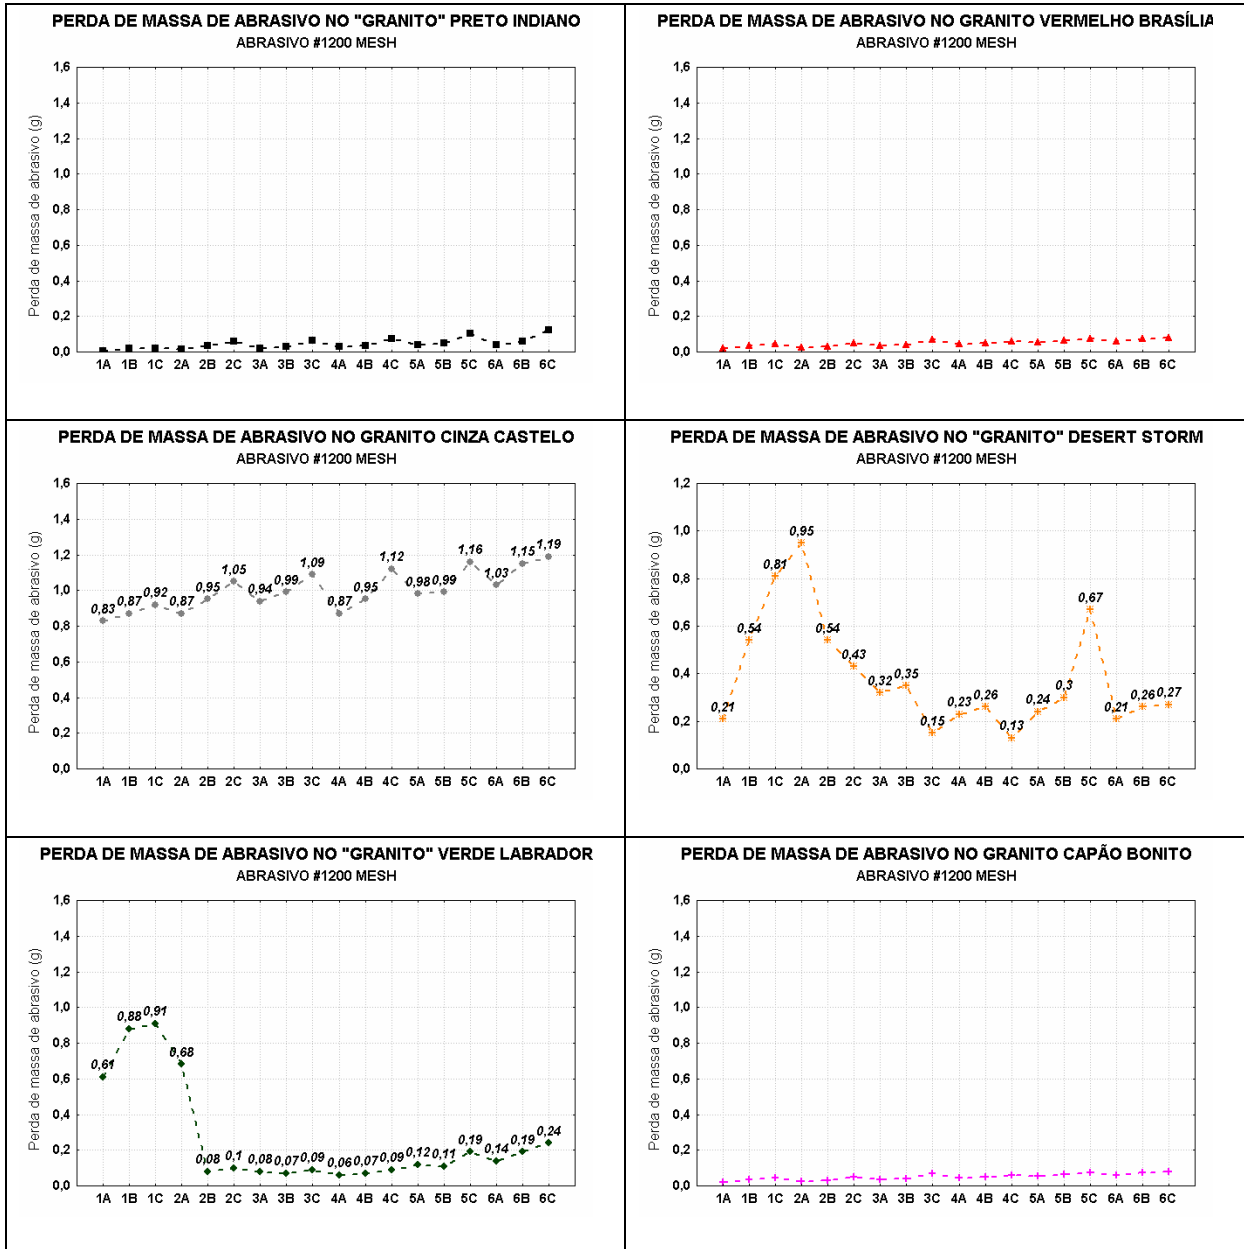 PERDA DE MASSA DE ABRASIVO NO "GRANITO" PRETO INDIANO
ABRASIVO #1200 MESH
Perda de massa de abrasivo (g)
1,6
1,4
1,2
1,0
0,8
0,6
0,4
0,2
0,0
1A 1B 1C 2A 2B 2C 3A 3B 3C 4A 4B 4C 5A 5B 5C 6A 6B 6C
PERDA DE MASSA DE ABRASIVO NO GRANITO VERMELHO BRASÍLIA
ABRASIVO #1200 MESH
Perda de massa de abrasivo (g)
1,6
1,4
1,2
1,0
0,8
0,6
0,4
0,2
0,0
1A 1B 1C 2A 2B 2C 3A 3B 3C 4A 4B 4C 5A 5B 5C 6A 6B 6C
PERDA DE MASSA DE ABRASIVO NO GRANITO CINZA CASTELO
ABRASIVO #1200 MESH
Perda de massa de abrasivo (g)
1,6
1,4
1,2
1,0
0,8
0,6
0,4
0,2
0,0
0,83 0,87 0,92 0,87 0,95 1,05 0,94 0,99 1,09 0,87 0,95 1,12 0,98 0,99 1,16 1,03 1,15 1,19
1A 1B 1C 2A 2B 2C 3A 3B 3C 4A 4B 4C 5A 5B 5C 6A 6B 6C
PERDA DE MASSA DE ABRASIVO NO "GRANITO" DESERT STORM
ABRASIVO #1200 MESH
Perda de massa de abrasivo (g)
1,2
1,0
0,8
0,6
0,4
0,2
0,0
0,21 0,54 0,81 0,95 0,54 0,43 0,32 0,35 0,15 0,23 0,26 0,13 0,24 0,3 0,67 0,21 0,26 0,27
1A 1B 1C 2A 2B 2C 3A 3B 3C 4A 4B 4C 5A 5B 5C 6A 6B 6C
PERDA DE MASSA DE ABRASIVO NO "GRANITO" VERDE LABRADOR
ABRASIVO #1200 MESH
Perda de massa de abrasivo (g)
1,6
1,4
1,2
1,0
0,8
0,6
0,4
0,2
0,0
0,61 0,88 0,91 0,68 0,08 0,1 0,08 0,07 0,09 0,06 0,07 0,09 0,12 0,11 0,19 0,14 0,19 0,24
1A 1B 1C 2A 2B 2C 3A 3B 3C 4A 4B 4C 5A 5B 5C 6A 6B 6C
PERDA DE MASSA DE ABRASIVO NO GRANITO CAPÃO BONITO
ABRASIVO #1200 MESH
Perda de massa de abrasivo (g)
1,6
1,4
1,2
1,0
0,8
0,6
0,4
0,2
0,0
1A 1B 1C 2A 2B 2C 3A 3B 3C 4A 4B 4C 5A 5B 5C 6A 6B 6C